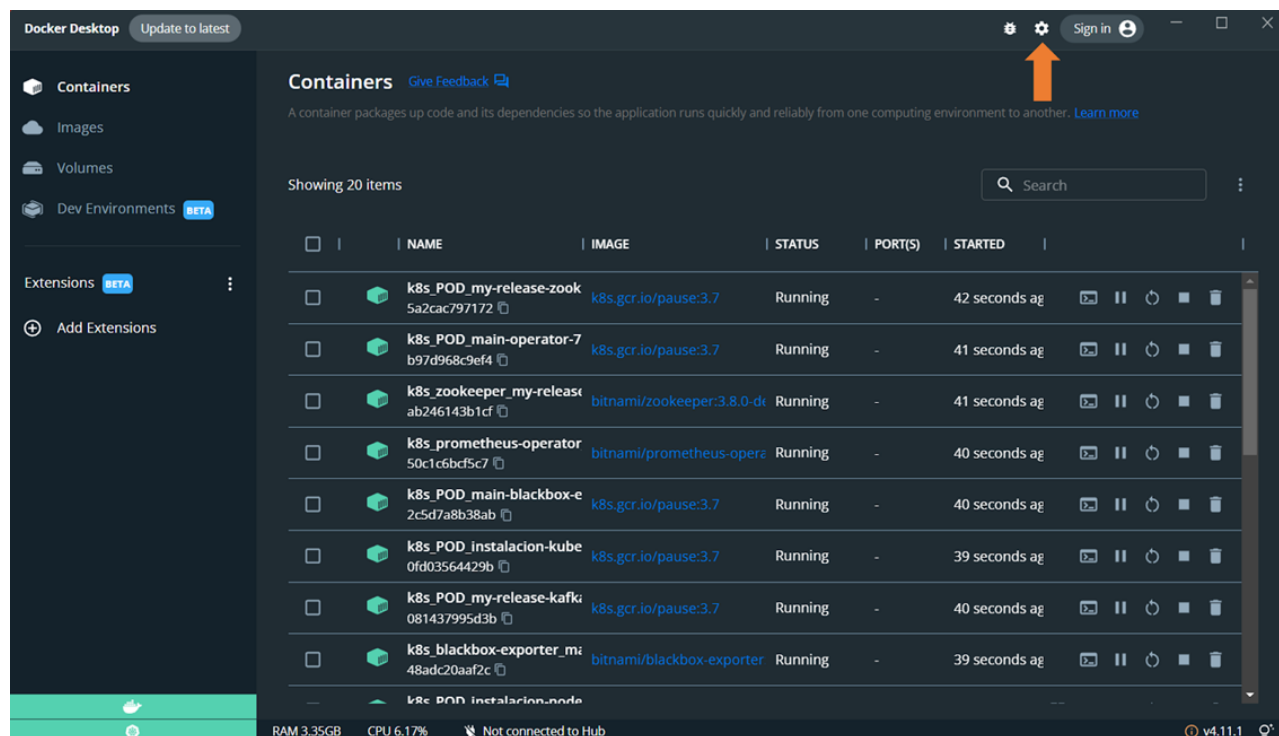 Docker Desktop Update to latest Sign in
Containers
Images
Volumes
Dev Environments BETA
Extensions BETA
Add Extensions
Containers Give Feedback
A container packages up code and its dependencies so the application runs quickly and reliably from one computing environment to another. Learn more
Showing 20 items Search
NAME IMAGE STATUS PORT(S) STARTED
k8s_POD_my-release-zook k8s.gcr.io/pause:3.7 Running - 42 seconds ag
5a2cac797172
k8s_POD_main-operator-7 k8s.gcr.io/pause:3.7 Running - 41 seconds ag
b97d968c9ef4
k8s_zookeeper_my-release bitnami/zookeeper:3.8.0-de Running - 41 seconds ag
ab246143b1cf
k8s_prometheus-operator bitnami/prometheus-opera Running - 40 seconds ag
50c1c6bcf5c7
k8s_POD_main-blackbox-e k8s.gcr.io/pause:3.7 Running - 40 seconds ag
2c5d7a8b38ab
k8s_POD_instalacion-kube k8s.gcr.io/pause:3.7 Running - 39 seconds ag
0fd03564429b
k8s_POD_my-release-kafka k8s.gcr.io/pause:3.7 Running - 40 seconds ag
081437995d3b
k8s_blackbox-exporter_ma bitnami/blackbox-exporter Running - 39 seconds ag
48adc20aaf2c
k8s_POD_instalacion-node
RAM 3.35GB CPU 6.17% Not connected to Hub v4.11.1